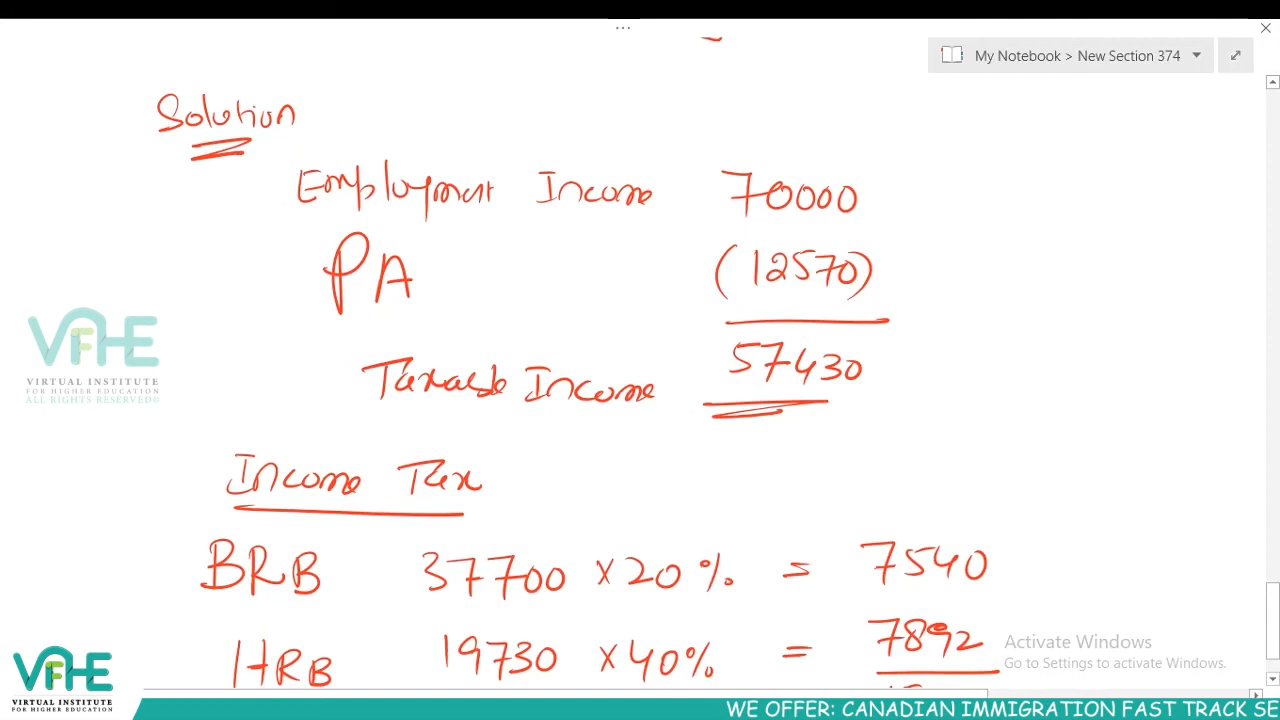 ...
My Notebook > New Section 374
Solution
Employment Income 70000
PA (12570)
VFHE
VIRTUAL INSTITUTE
FOR HIGHER EDUCATION
ALL RIGHTS RESERVED©
Taxable Income 57430
Income Tax
BRB 37700 × 20% = 7540
HRB 19730 × 40% = 7892
Activate Windows
Go to Settings to activate Windows.
VFHE
VIRTUAL INSTITUTE
FOR HIGHER EDUCATION
WE OFFER: CANADIAN IMMIGRATION FAST TRACK SE